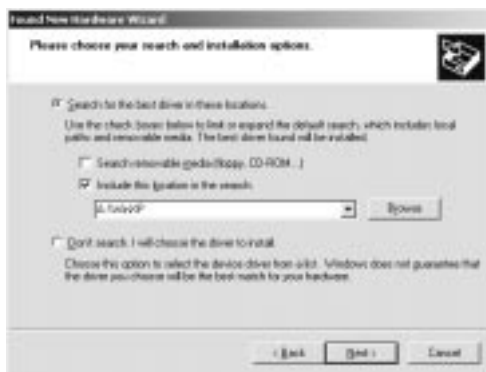 Found New Hardware Wizard
Please choose your search and installation options.
Search for the best driver in these locations.
Use the check boxes below to limit or expand the default search, which includes local
paths and removable media. The best driver found will be installed.
Search removable media (floppy, CD-ROM...)
Include this location in the search:
Browse
Don't search. I will choose the driver to install.
Choose this option to select the device driver from a list. Windows does not guarantee that
the driver you choose will be the best match for your hardware.
< Back
Next >
Cancel